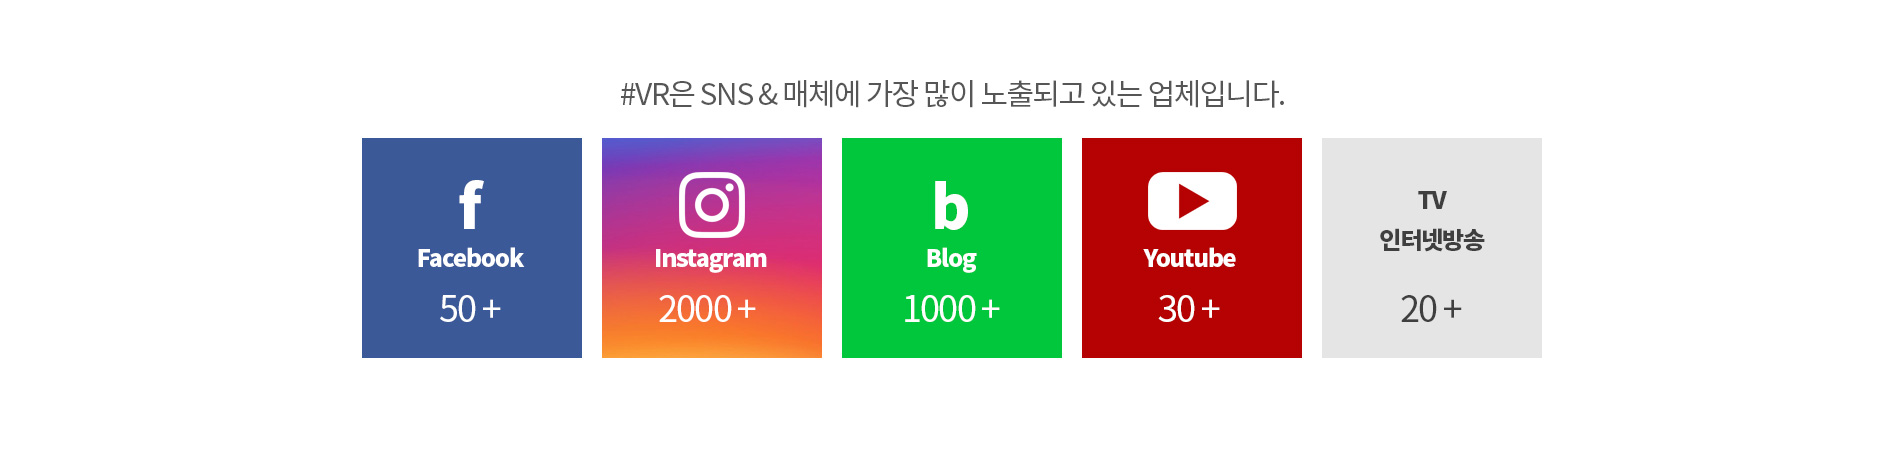 #VR은 SNS & 매체에 가장 많이 노출되고 있는 업체입니다.
f
Facebook
50 +
Instagram
2000 +
b
Blog
1000 +
Youtube
30 +
TV
인터넷방송
20 +